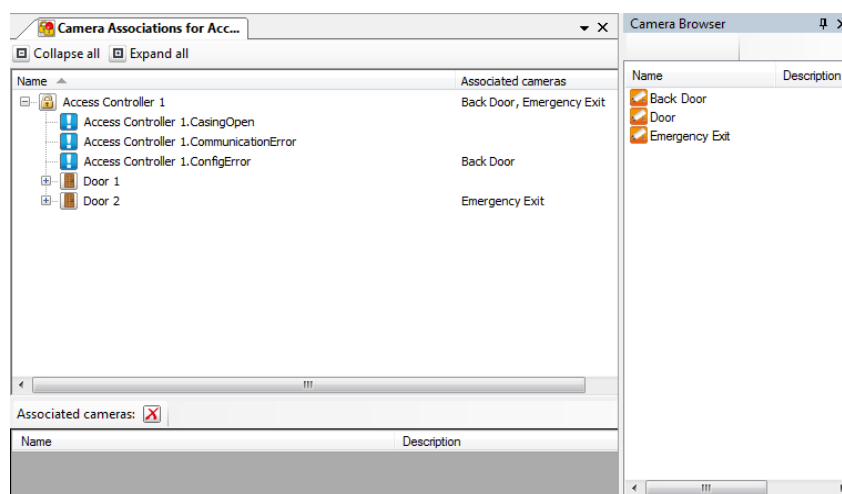 Camera Associations for Acc...
Collapse all Expand all
Name Associated cameras
Access Controller 1 Back Door, Emergency Exit
Access Controller 1.CasingOpen
Access Controller 1.CommunicationError
Access Controller 1.ConfigError Back Door
Door 1
Door 2 Emergency Exit
Associated cameras:
Name Description
Camera Browser
Name Description
Back Door
Door
Emergency Exit